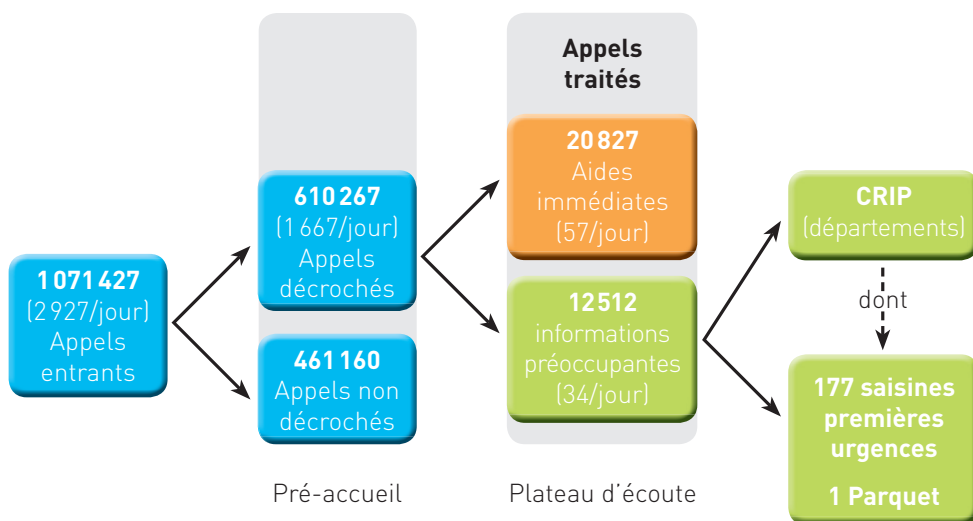 1 071 427
(2 927/jour)
Appels
entrants
610 267
(1 667/jour)
Appels
décrochés
461 160
Appels non
décrochés
Pré-accueil
Appels
traités
20 827
Aides
immédiates
(57/jour)
12 512
informations
préoccupantes
(34/jour)
Plateau d'écoute
CRIP
(départements)
dont
177 saisines
premières
urgences
1 Parquet